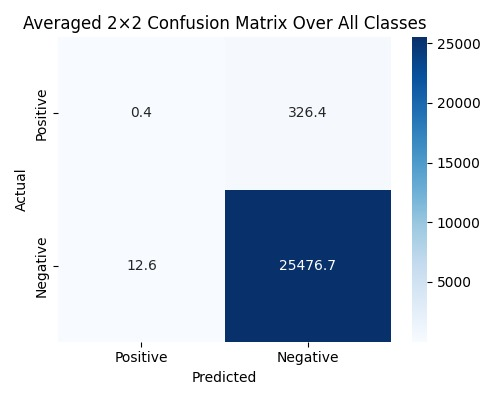 Averaged 2×2 Confusion Matrix Over All Classes
Actual
Positive
Negative
0.4
326.4
12.6
25476.7
Positive
Negative
Predicted
25000
20000
15000
10000
5000